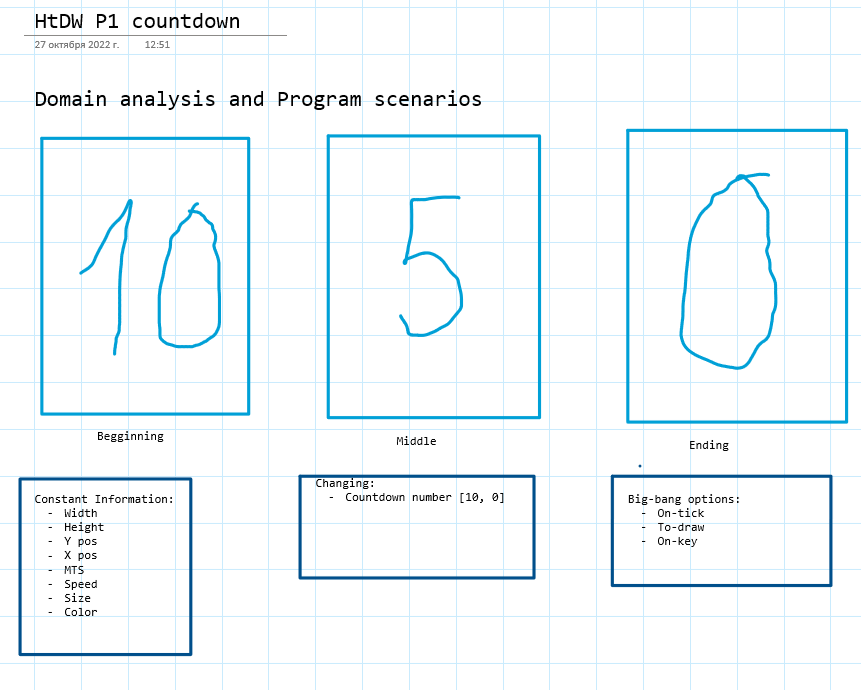 HtDW P1 countdown
27 октября 2022 г. 12:51
Domain analysis and Program scenarios
10
5
0
Begginning
Middle
Ending
Constant Information:
- Width
- Height
- Y pos
- X pos
- MTS
- Speed
- Size
- Color
Changing:
- Countdown number [10, 0]
Big-bang options:
- On-tick
- To-draw
- On-key